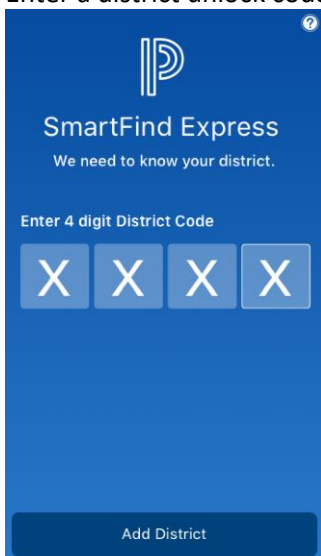 Enter a district unlock code
?
SmartFind Express
We need to know your district.
Enter 4 digit District Code
X X X X
Add District